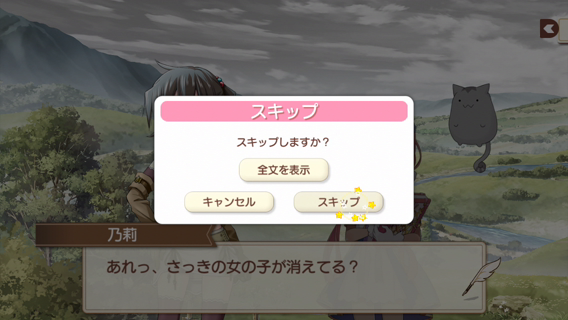 スキップ
スキップしますか？
全文を表示
キャンセル
スキップ
乃莉
あれっ、さっきの女の子が消えてる？